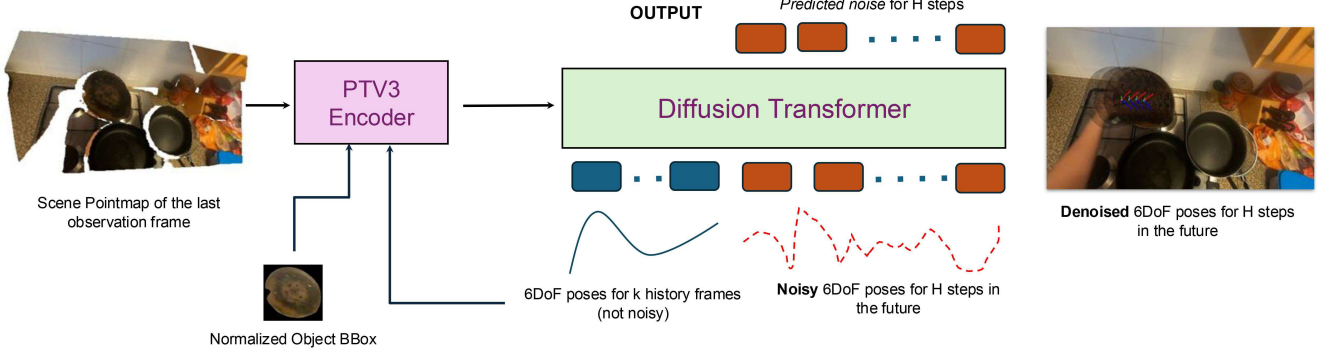 OUTPUT
Predicted noise for H steps
PTV3
Encoder
Diffusion Transformer
Scene Pointmap of the last
observation frame
Normalized Object BBox
6DoF poses for k history frames
(not noisy)
Noisy 6DoF poses for H steps in
the future
Denoised 6DoF poses for H steps
in the future